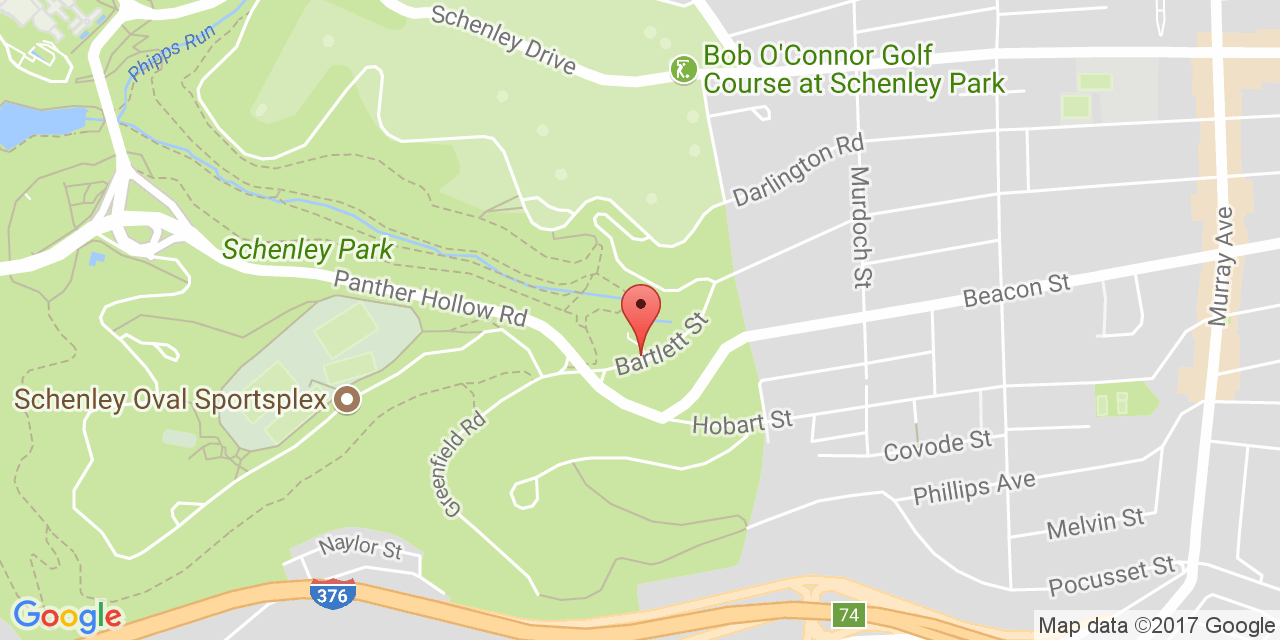 Schenley Drive
Phipps Run
Bob O'Connor Golf
Course at Schenley Park
Darlington Rd
Murdoch St
Murray Ave
Schenley Park
Panther Hollow Rd
Beacon St
Bartlett St
Schenley Oval Sportsplex
Hobart St
Greenfield Rd
Covode St
Phillips Ave
Melvin St
Naylor St
Pocusset St
376
74
Google
Map data ©2017 Google